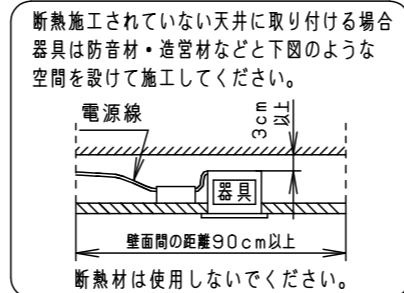 断熱施工されていない天井に取り付ける場合
器具は防音材・造営材などと下図のような
空間を設けて施工してください。
電源線
3cm
以上
器具
壁面間の距離90cm以上
断熱材は使用しないでください。